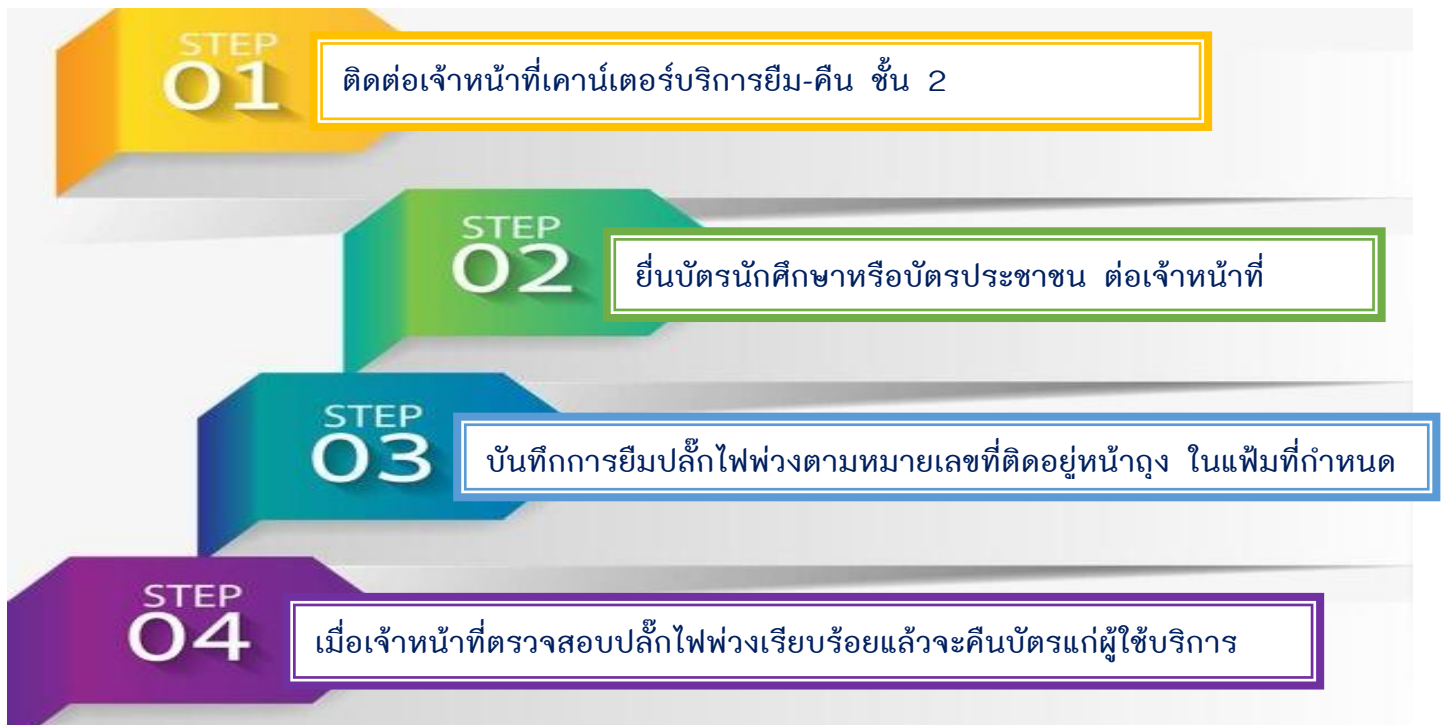 STEP
01
ติดต่อเจ้าหน้าที่เคาน์เตอร์บริการยืม-คืน ชั้น 2
STEP
02
ยื่นบัตรนักศึกษาหรือบัตรประชาชน ต่อเจ้าหน้าที่
STEP
03
บันทึกการยืมปลั๊กไฟพ่วงตามหมายเลขที่ติดอยู่หน้าถุง ในแฟ้มที่กำหนด
STEP
04
เมื่อเจ้าหน้าที่ตรวจสอบปลั๊กไฟพ่วงเรียบร้อยแล้วจะคืนบัตรแก่ผู้ใช้บริการ